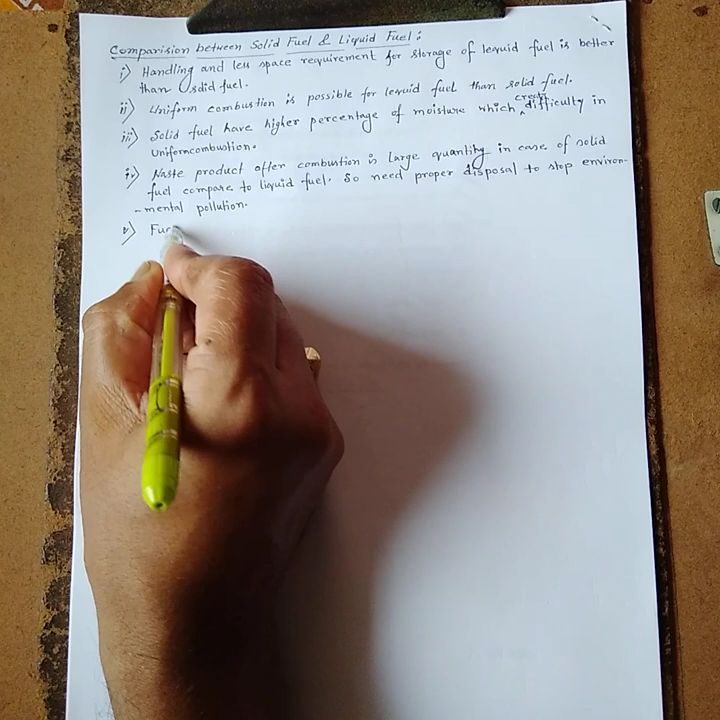 Comparision between Solid Fuel & Liquid Fuel :
i) Handling and less space requirement for storage of lequid fuel is better
than solid fuel.
ii) Uniform combustion is possible for lequid fuel than solid fuel.
iii) Solid fuel have higher percentage of moisture which create difficulty in
Uniformcombustion.
iv) Waste product after combustion is large quantity in case of solid
fuel compare to liquid fuel. So need proper disposal to stop environ-
-mental pollution.
v) Fue